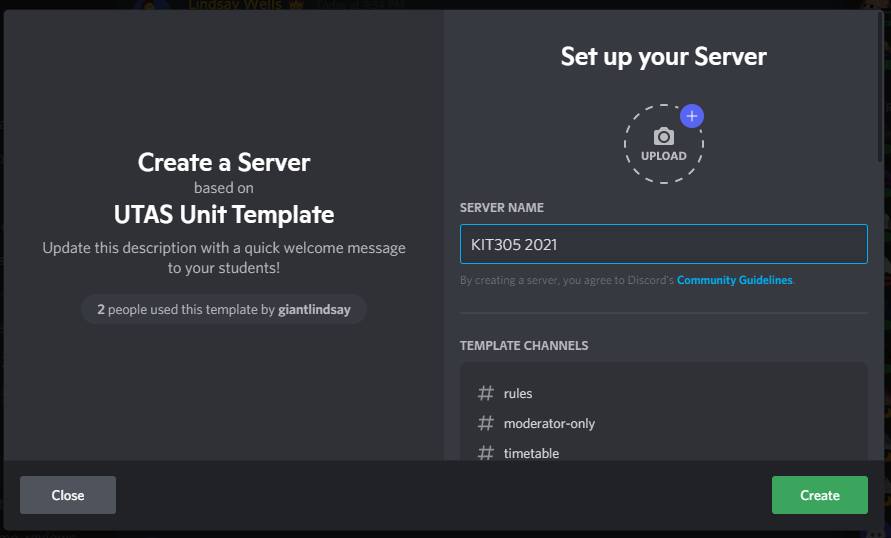 Lindsay Wells
Create a Server
based on
UTAS Unit Template
Update this description with a quick welcome message
to your students!
2 people used this template by giantlindsay
Set up your Server
UPLOAD
SERVER NAME
KIT305 2021
By creating a server, you agree to Discord's Community Guidelines.
TEMPLATE CHANNELS
# rules
# moderator-only
# timetable
Close
Create